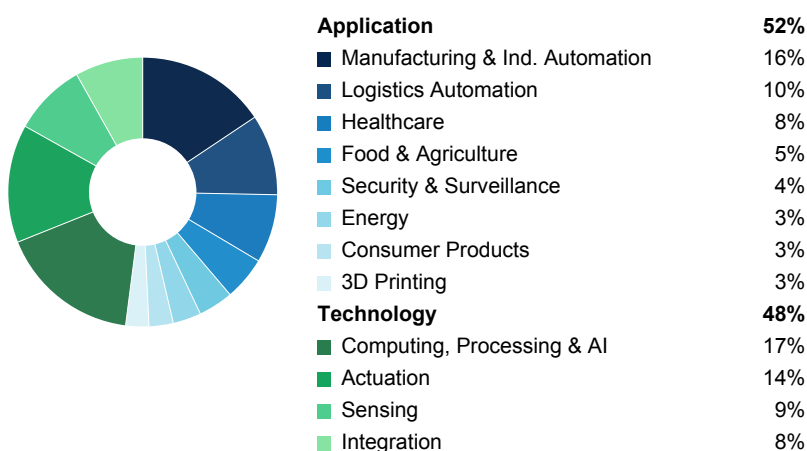 Application 52%
Manufacturing & Ind. Automation 16%
Logistics Automation 10%
Healthcare 8%
Food & Agriculture 5%
Security & Surveillance 4%
Energy 3%
Consumer Products 3%
3D Printing 3%
Technology 48%
Computing, Processing & AI 17%
Actuation 14%
Sensing 9%
Integration 8%